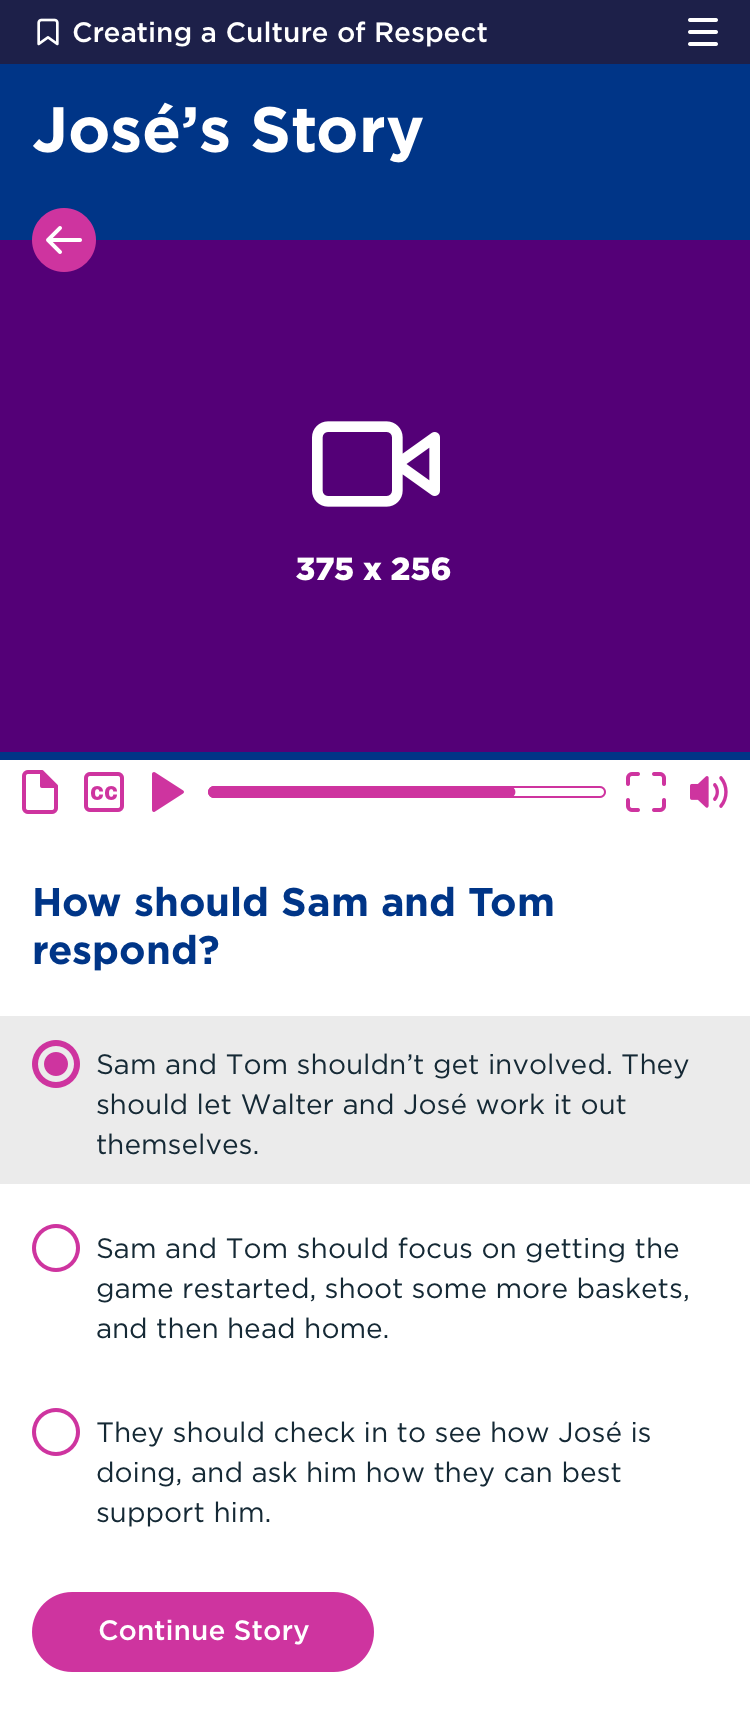 Creating a Culture of Respect
José’s Story
375 x 256
CC
How should Sam and Tom
respond?
Sam and Tom shouldn’t get involved. They
should let Walter and José work it out
themselves.
Sam and Tom should focus on getting the
game restarted, shoot some more baskets,
and then head home.
They should check in to see how José is
doing, and ask him how they can best
support him.
Continue Story